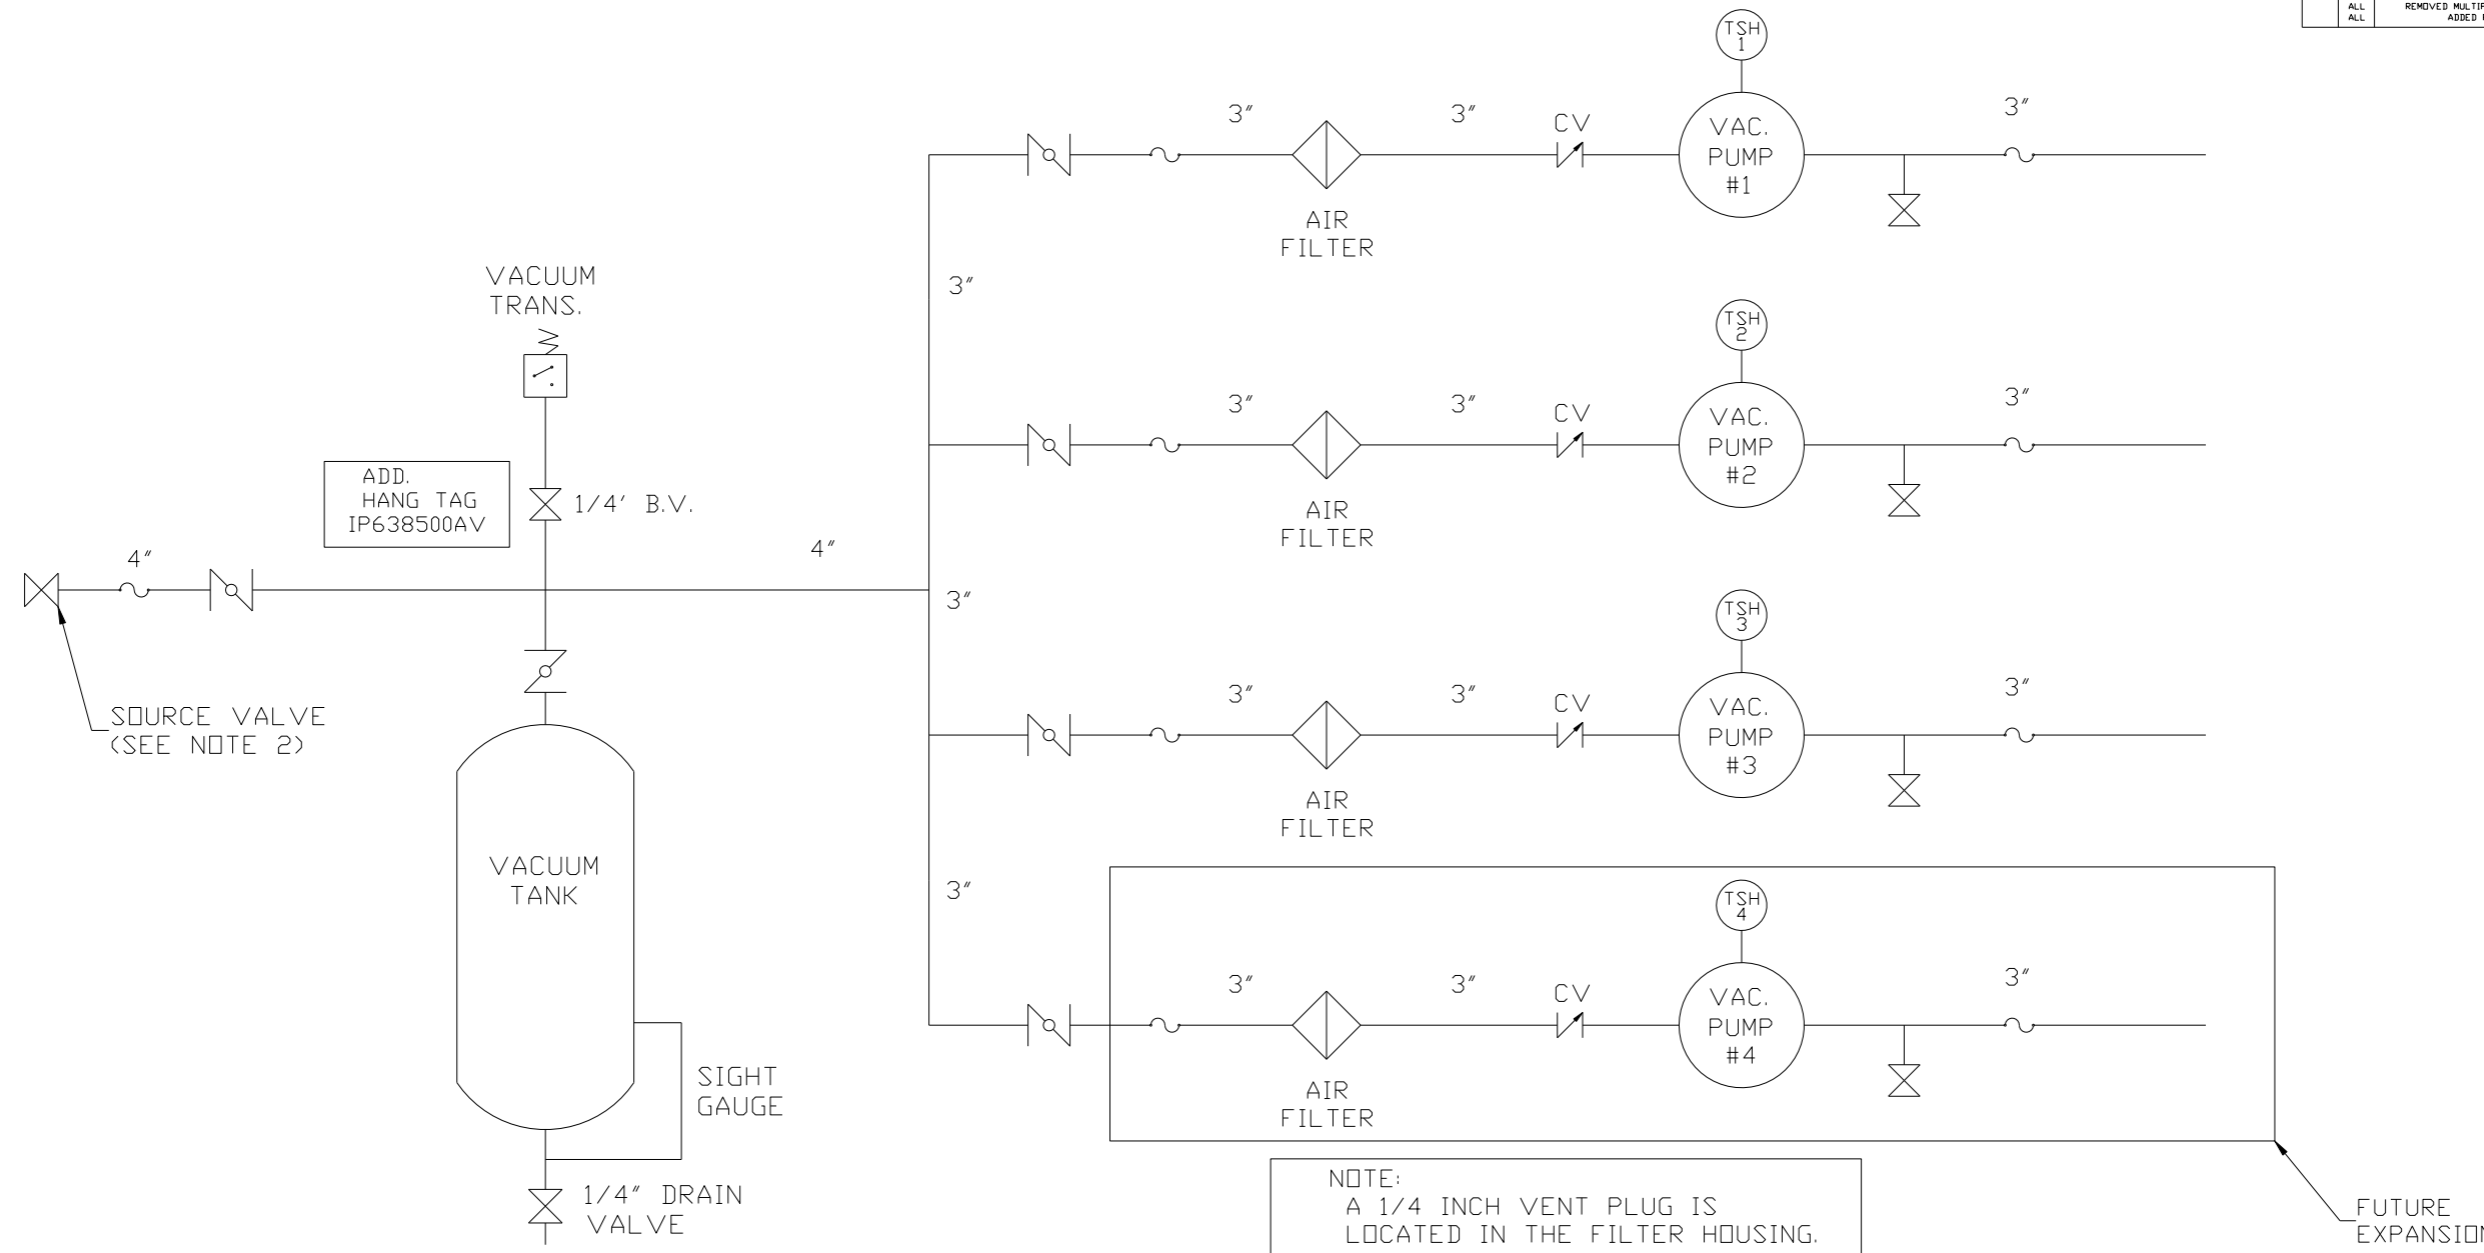 ALL
REMOVED
ALL
ADDED
TSH
1
3"
3"
CV
VAC.
PUMP
#1
3"
AIR
FILTER
VACUUM
TRANS.
3"
TSH
2
3"
3"
CV
VAC.
PUMP
#2
3"
AIR
FILTER
ADD.
HANG TAG
IP638500AV
1/4' B.V.
4"
4"
3"
TSH
3
3"
3"
CV
VAC.
PUMP
#3
3"
AIR
FILTER
SOURCE VALVE
(SEE NOTE 2)
VACUUM
TANK
3"
TSH
4
3"
3"
CV
VAC.
PUMP
#4
3"
AIR
FILTER
SIGHT
GAUGE
1/4" DRAIN
VALVE
NOTE:
A 1/4 INCH VENT PLUG IS
LOCATED IN THE FILTER HOUSING.
FUTURE
EXPANSION